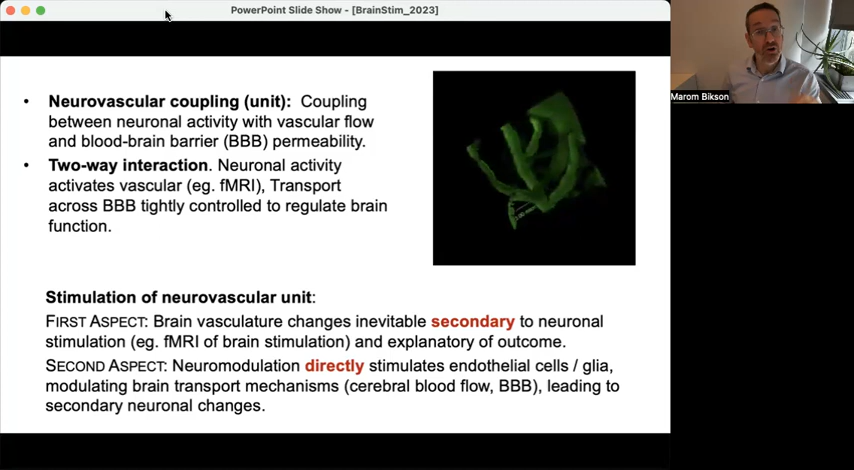 PowerPoint Slide Show - [BrainStim_2023]
• Neurovascular coupling (unit): Coupling
between neuronal activity with vascular flow
and blood-brain barrier (BBB) permeability.
• Two-way interaction. Neuronal activity
activates vascular (eg. fMRI), Transport
across BBB tightly controlled to regulate brain
function.
Marom Bikson
Stimulation of neurovascular unit:
FIRST ASPECT: Brain vasculature changes inevitable secondary to neuronal
stimulation (eg. fMRI of brain stimulation) and explanatory of outcome.
SECOND ASPECT: Neuromodulation directly stimulates endothelial cells / glia,
modulating brain transport mechanisms (cerebral blood flow, BBB), leading to
secondary neuronal changes.